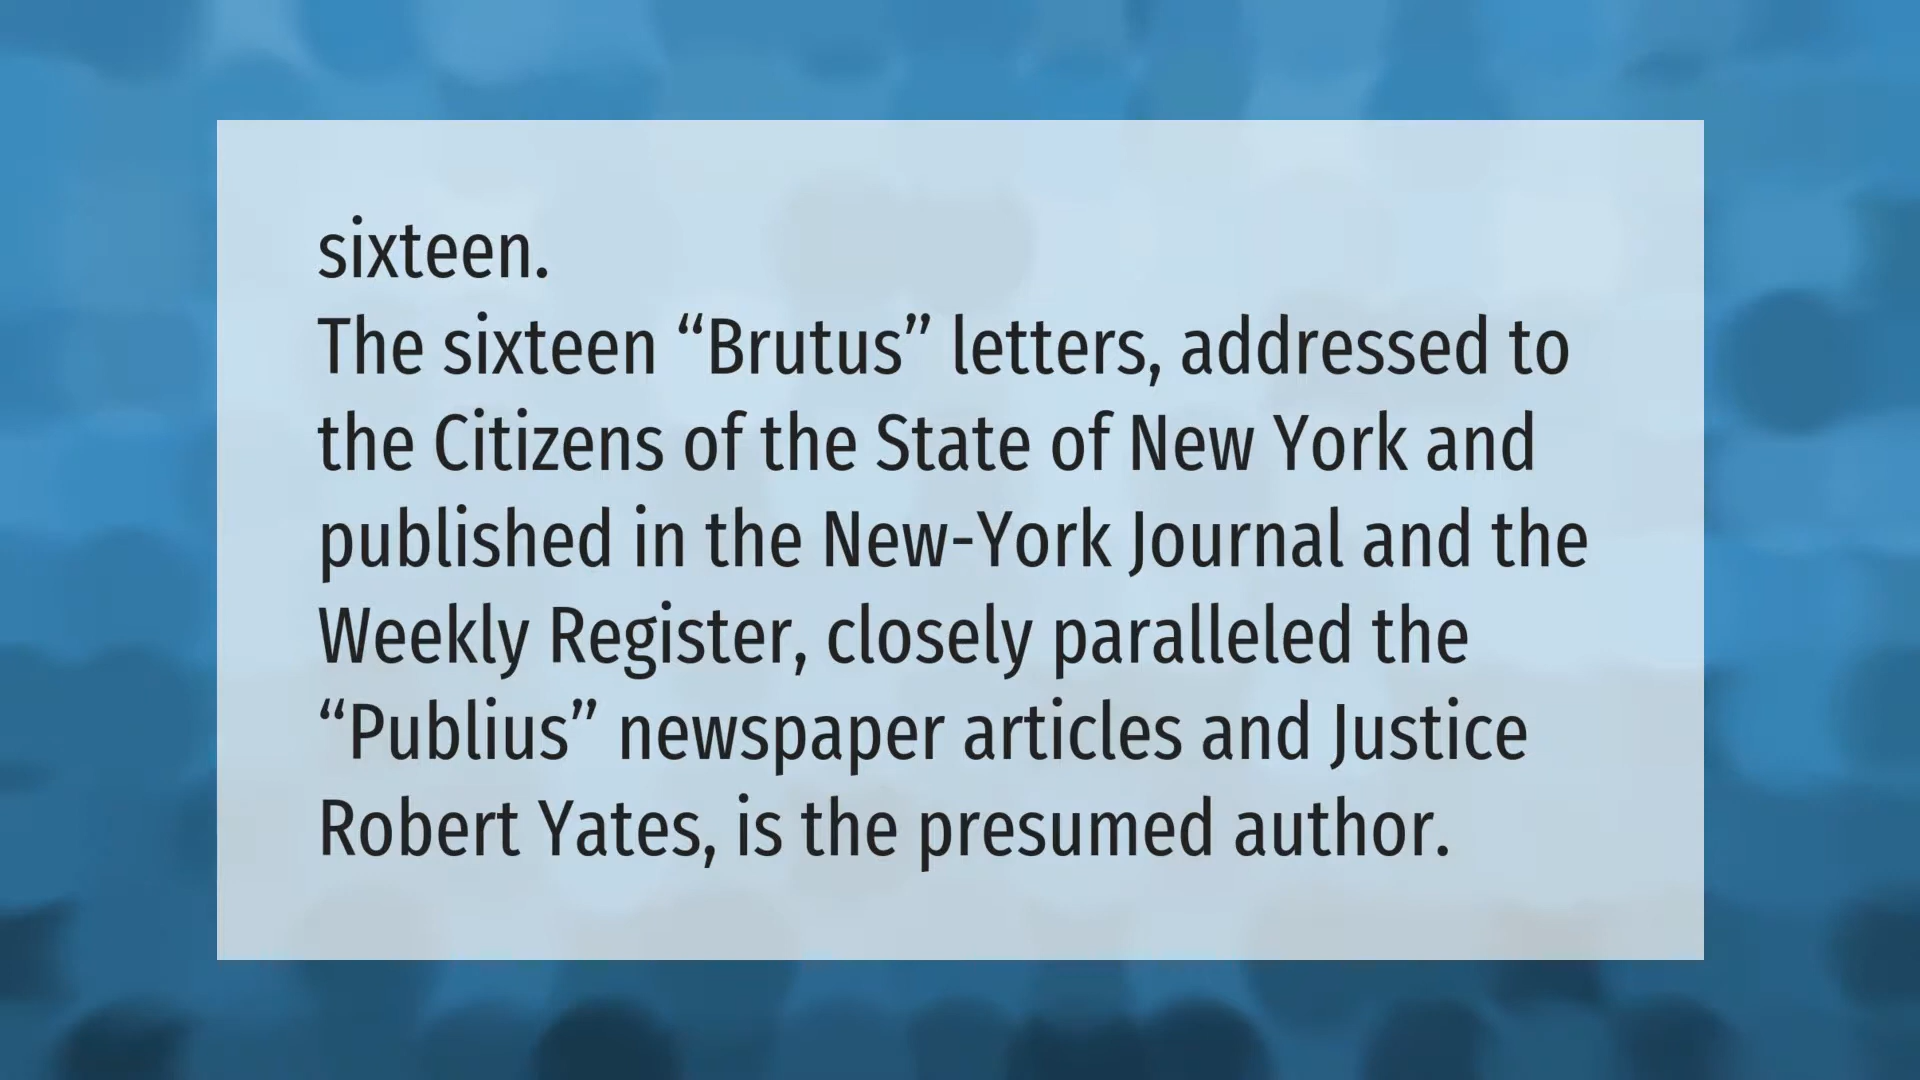 sixteen.
The sixteen “Brutus” letters, addressed to
the Citizens of the State of New York and
published in the New-York Journal and the
Weekly Register, closely paralleled the
“Publius” newspaper articles and Justice
Robert Yates, is the presumed author.